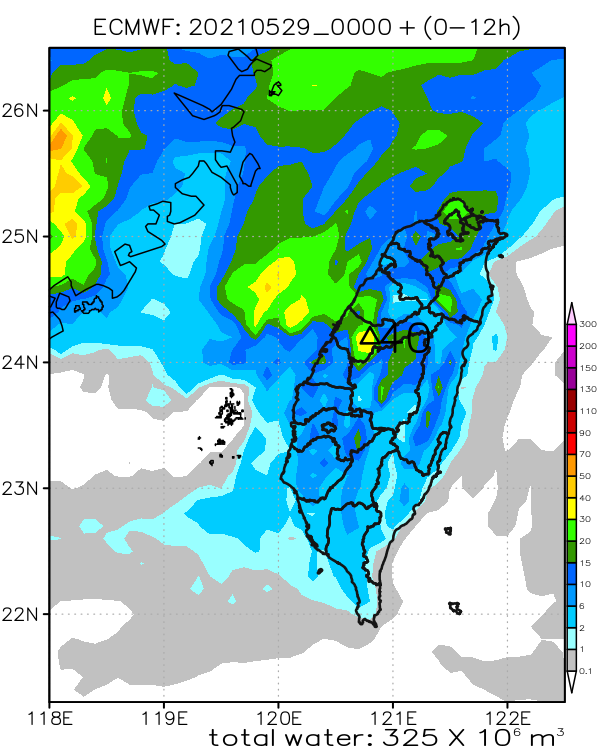 ECMWF: 20210529_0000 + (0−12h)
26N
25N
24N
23N
22N
40
300
200
150
130
110
90
70
50
40
30
20
15
10
6
2
1
0.1
118E 119E 120E 121E 122E
total water: 325 X 10⁶ m³